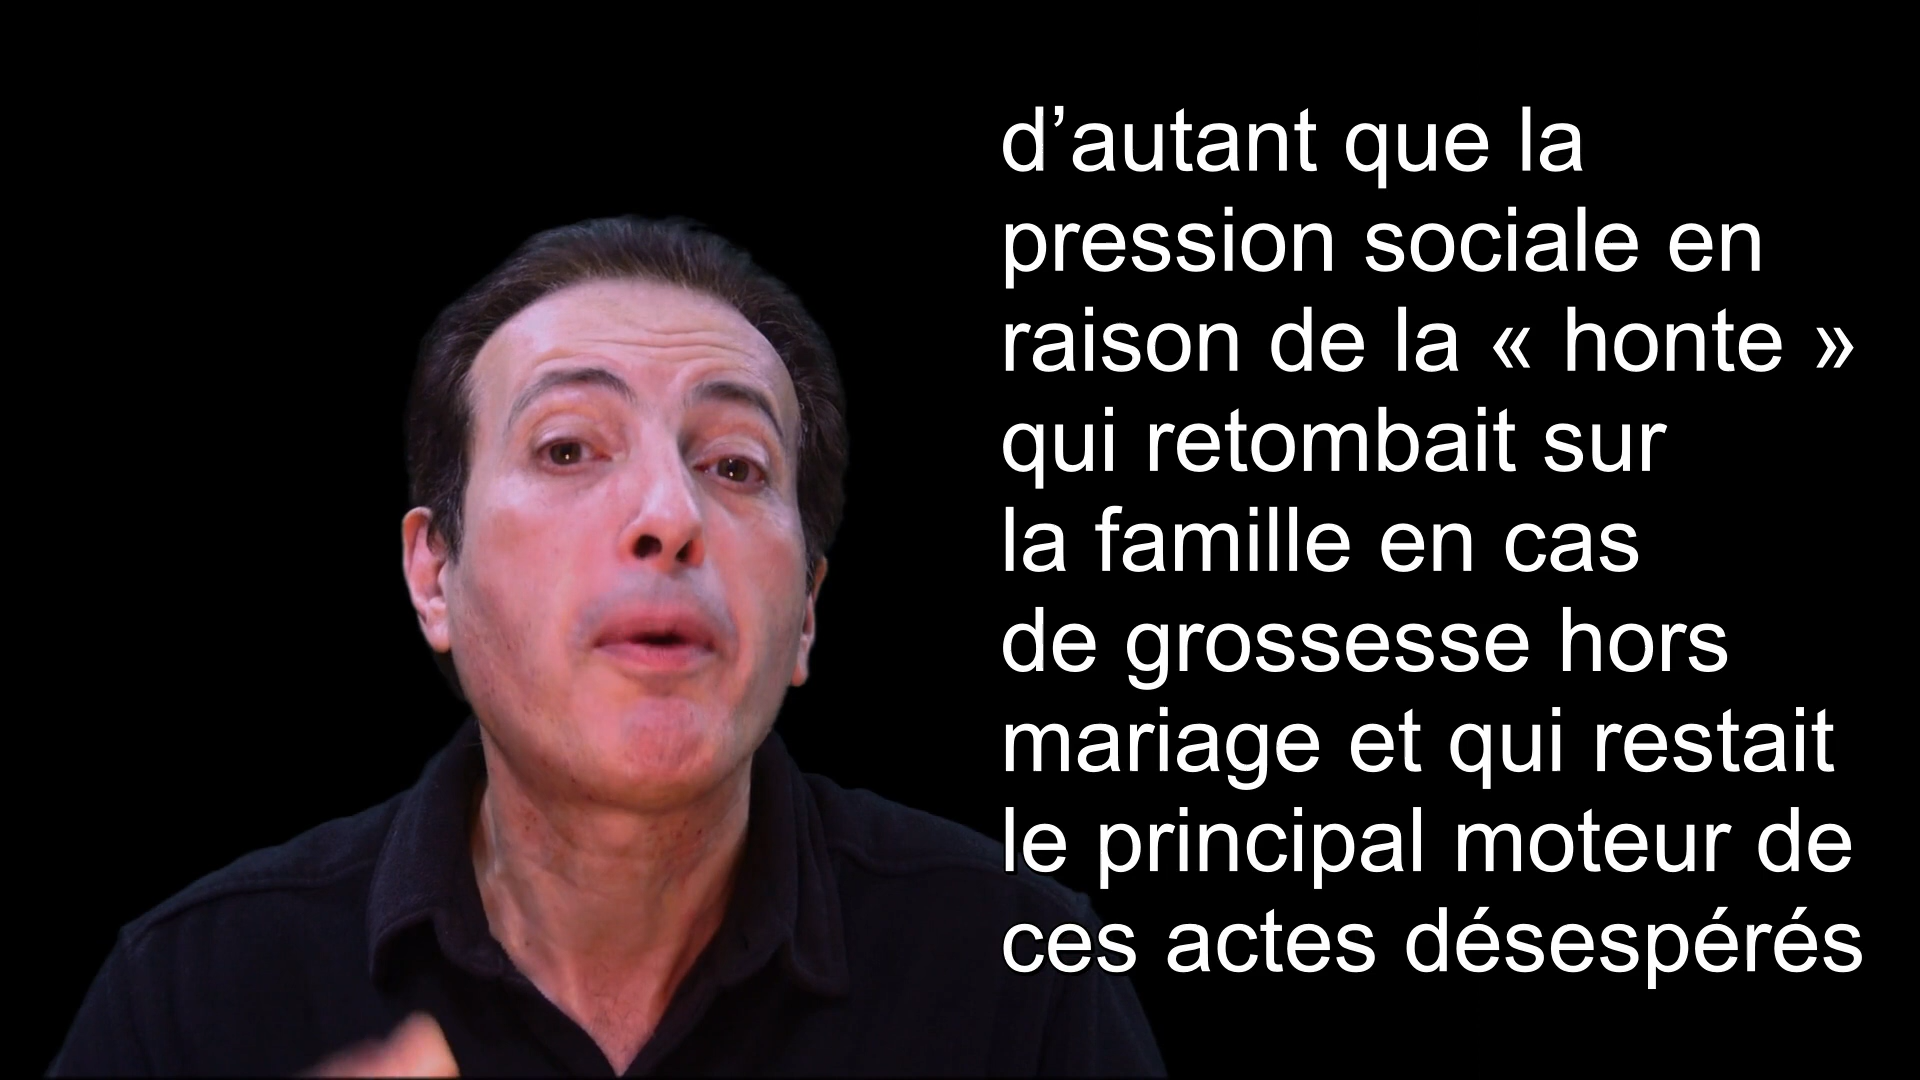 d’autant que la
pression sociale en
raison de la « honte »
qui retombait sur
la famille en cas
de grossesse hors
mariage et qui restait
le principal moteur de
ces actes désespérés